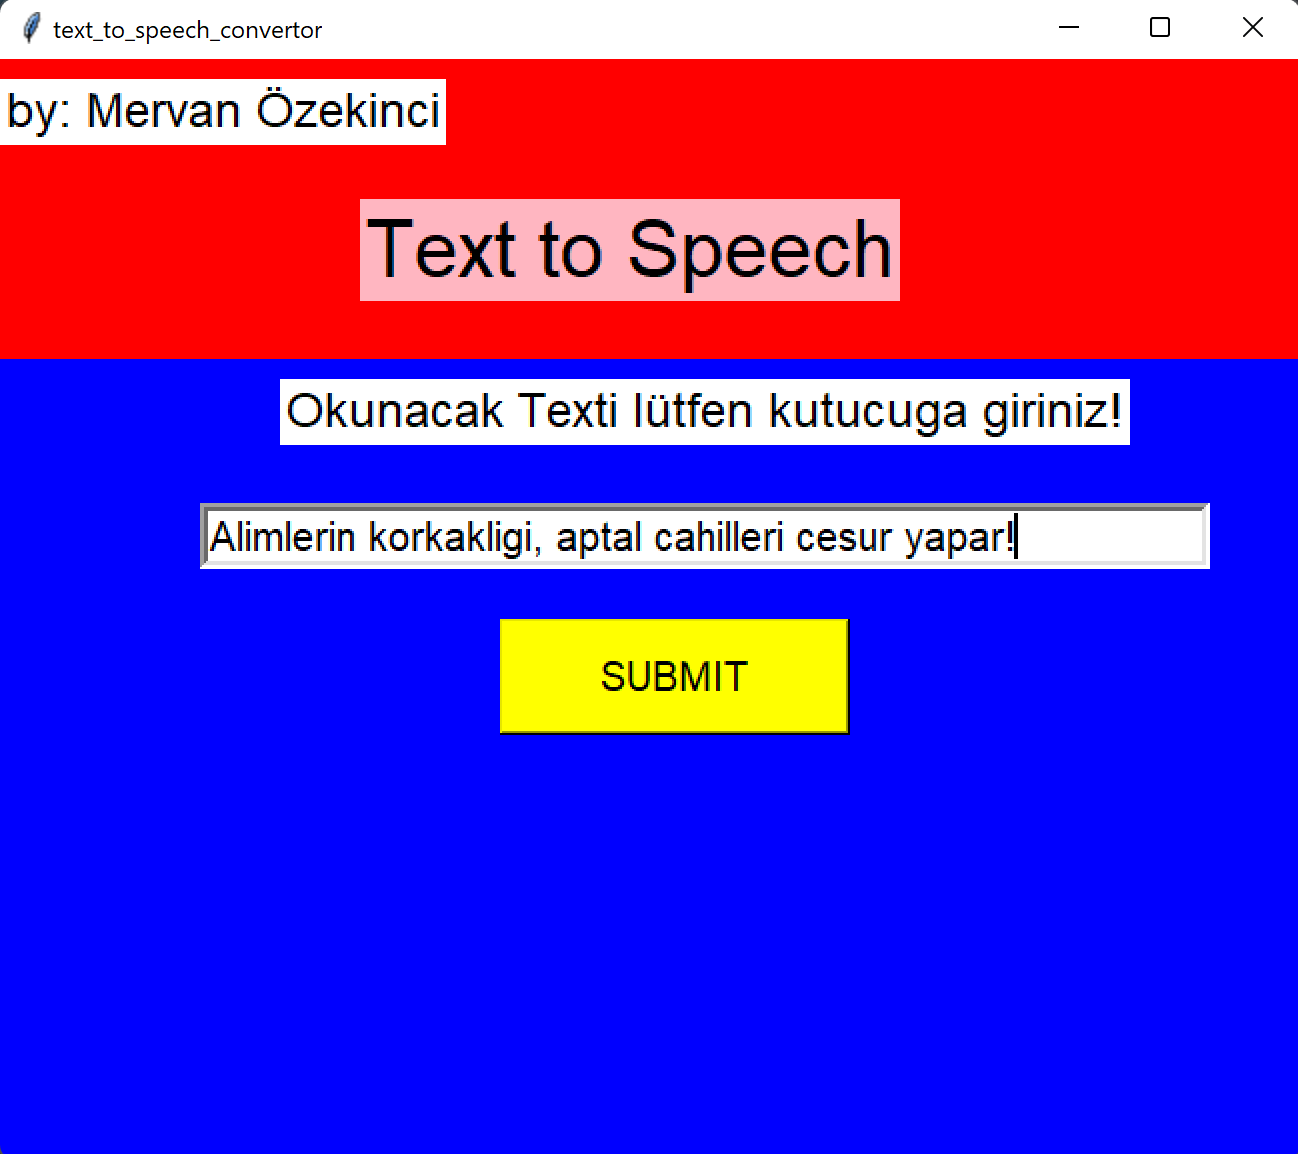 text_to_speech_convertor
by: Mervan Özekinci
Text to Speech
Okunacak Texti lütfen kutucuga giriniz!
Alimlerin korkakligi, aptal cahilleri cesur yapar!
SUBMIT